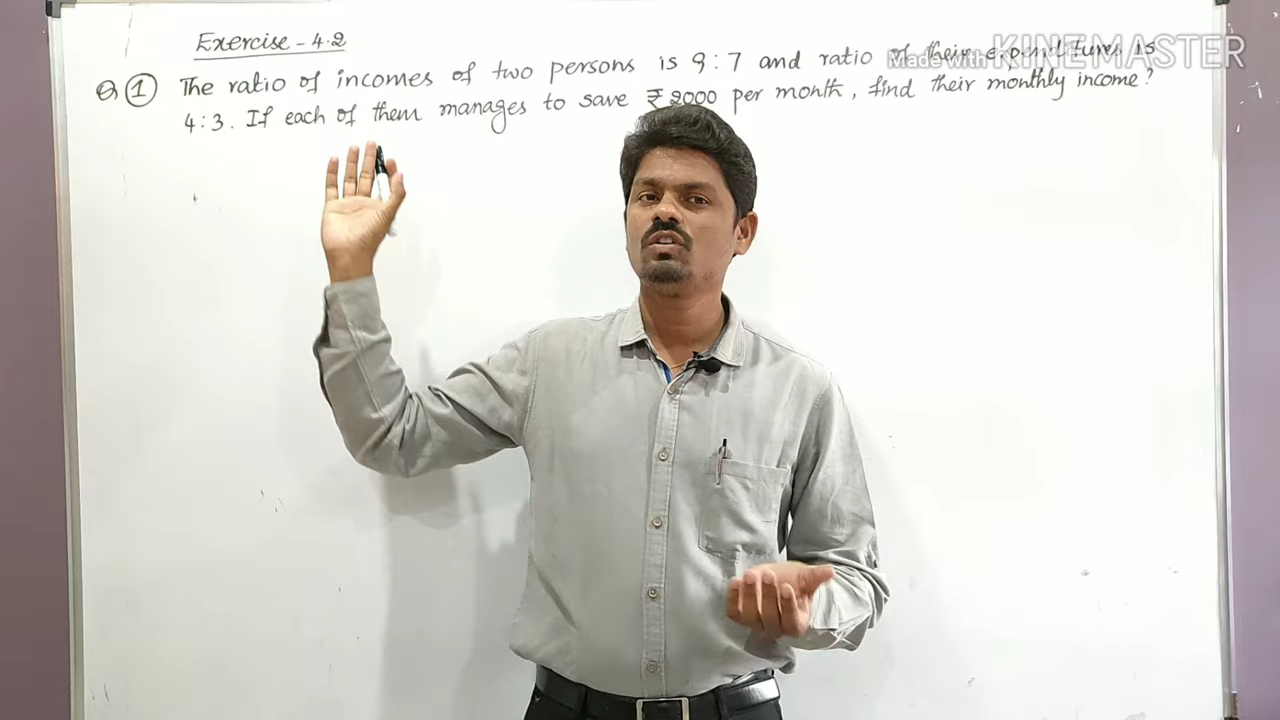 Exercise - 4.2
Made with KINEMASTER
Q 1 The ratio of incomes of two persons is 9 : 7 and ratio of their expenditures is
4 : 3. If each of them manages to save ₹ 2000 per month, find their monthly income?